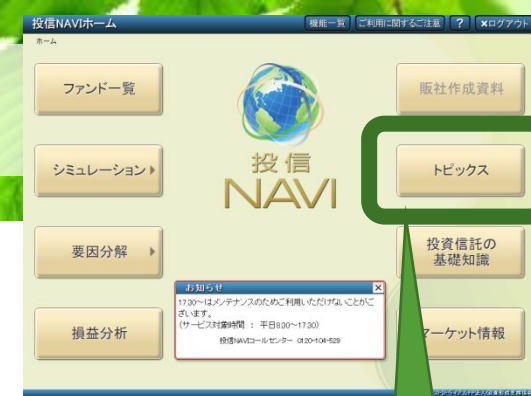 投信NAVIホーム
機能一覧
ご利用に関するご注意
?
×ログアウト
ホーム
ファンド一覧
販社作成資料
シミュレーション
投信
NAVI
トピックス
要因分解
投資信託の
基礎知識
お知らせ
×
1730～はメンテナンスのためご利用いただけないことがご
ざいます。
(サービス対象時間 : 平日830～1730)
投信NAVIコールセンター 0120-104-529
損益分析
マーケット情報